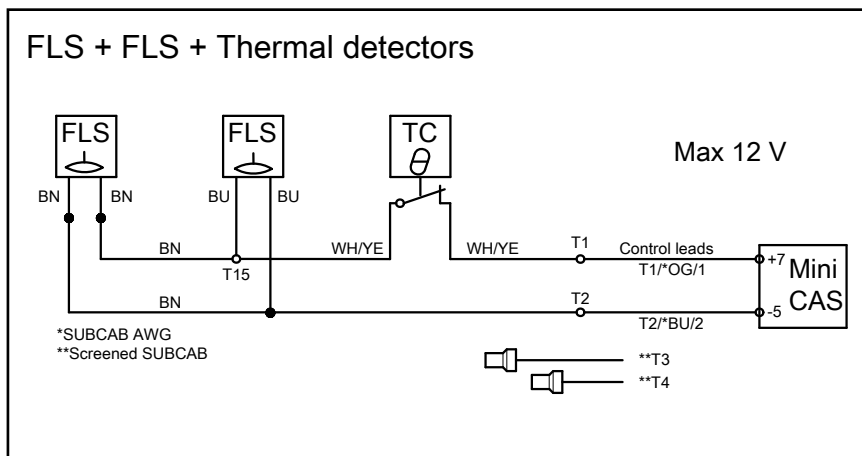 FLS + FLS + Thermal detectors
FLS
FLS
TC
Max 12 V
BN
BN
BU
BU
BN
WH/YE
WH/YE
T1
Control leads
T15
T1/*OG/1
+7
Mini
CAS
BN
T2
-5
T2/*BU/2
*SUBCAB AWG
**Screened SUBCAB
**T3
**T4